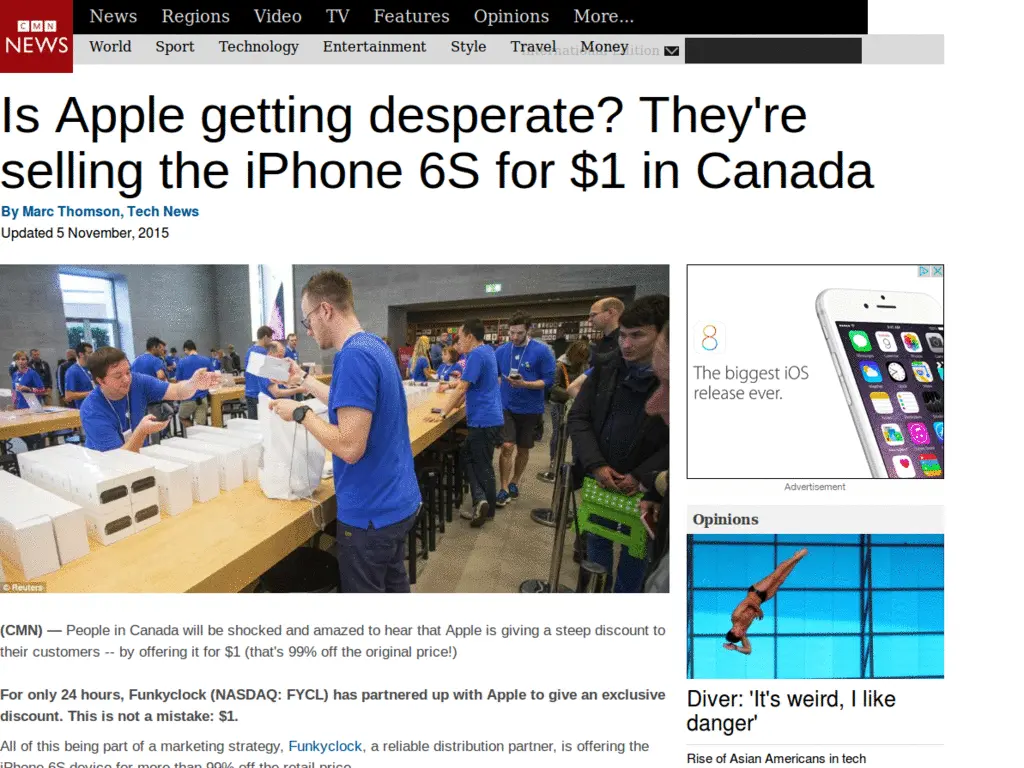 CMN
NEWS
News Regions Video TV Features Opinions More...
World Sport Technology Entertainment Style Travel Money
International Edition
Is Apple getting desperate? They're
selling the iPhone 6S for $1 in Canada
By Marc Thomson, Tech News
Updated 5 November, 2015
© Reuters
8
The biggest iOS
release ever.
Advertisement
(CMN) — People in Canada will be shocked and amazed to hear that Apple is giving a steep discount to
their customers -- by offering it for $1 (that's 99% off the original price!)
For only 24 hours, Funkyclock (NASDAQ: FYCL) has partnered up with Apple to give an exclusive
discount. This is not a mistake: $1.
All of this being part of a marketing strategy, Funkyclock, a reliable distribution partner, is offering the
iPhone 6S device for more than 99% off the retail price
Opinions
Diver: 'It's weird, I like
danger'
Rise of Asian Americans in tech